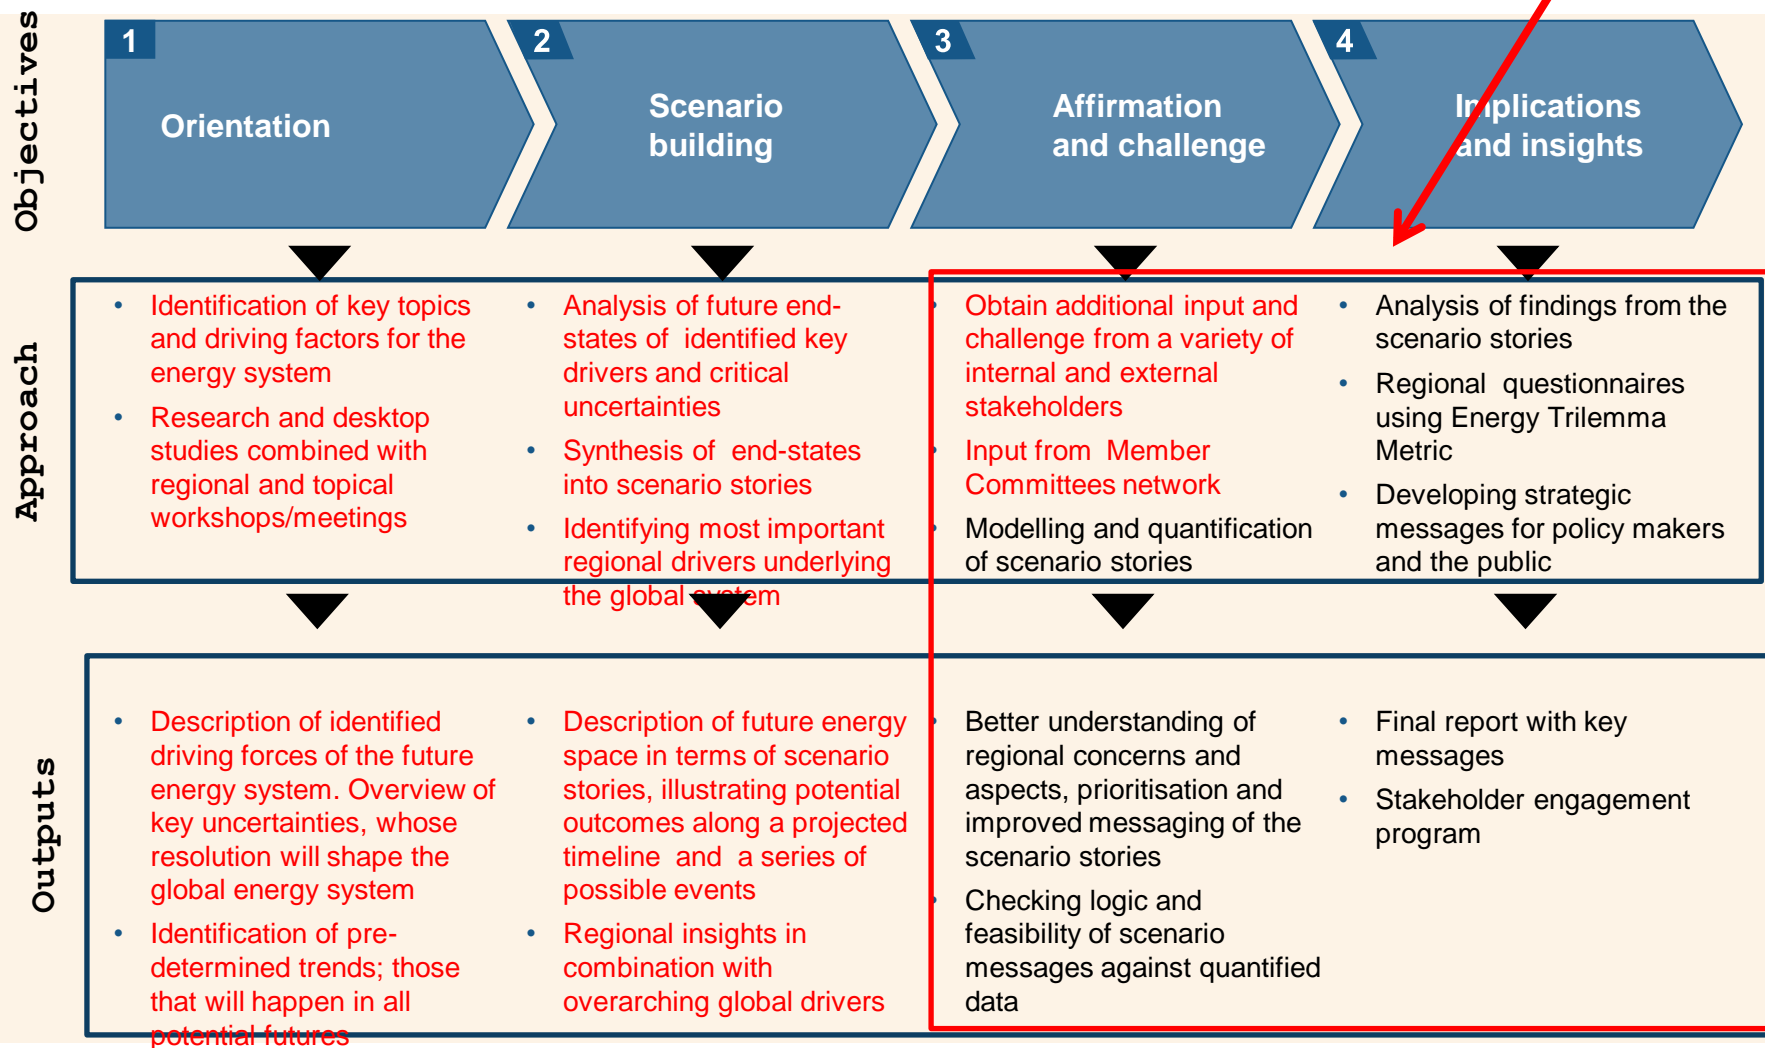 Objectives
1
Orientation
2
Scenario
building
3
Affirmation
and challenge
4
Implications
and insights
Approach
• Identification of key topics
and driving factors for the
energy system
• Research and desktop
studies combined with
regional and topical
workshops/meetings
• Analysis of future end-
states of identified key
drivers and critical
uncertainties
• Synthesis of end-states
into scenario stories
• Identifying most important
regional drivers underlying
the global system
• Obtain additional input and
challenge from a variety of
internal and external
stakeholders
• Input from Member
Committees network
• Modelling and quantification
of scenario stories
• Analysis of findings from the
scenario stories
• Regional questionnaires
using Energy Trilemma
Metric
• Developing strategic
messages for policy makers
and the public
Outputs
• Description of identified
driving forces of the future
energy system. Overview of
key uncertainties, whose
resolution will shape the
global energy system
• Identification of pre-
determined trends; those
that will happen in all
potential futures
• Description of future energy
space in terms of scenario
stories, illustrating potential
outcomes along a projected
timeline and a series of
possible events
• Regional insights in
combination with
overarching global drivers
• Better understanding of
regional concerns and
aspects, prioritisation and
improved messaging of the
scenario stories
• Checking logic and
feasibility of scenario
messages against quantified
data
• Final report with key
messages
• Stakeholder engagement
program